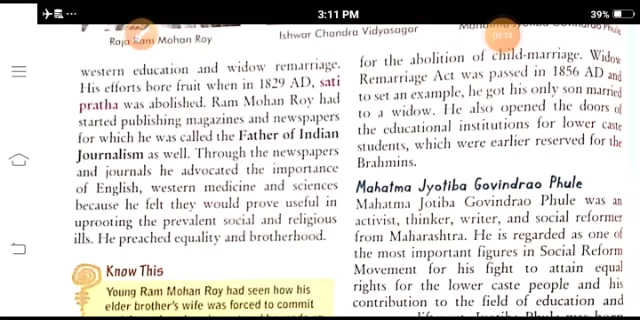 3:11 PM
39%
Raja Ram Mohan Roy
western education and widow remarriage.
His efforts bore fruit when in 1829 AD, sati
pratha was abolished. Ram Mohan Roy had
started publishing magazines and newspapers
for which he was called the Father of Indian
Journalism as well. Through the newspapers
and journals he advocated the importance
of English, western medicine and sciences
because he felt they would prove useful in
uprooting the prevalent social and religious
ills. He preached equality and brotherhood.
Know This
Young Ram Mohan Roy had seen how his
elder brother's wife was forced to commit
Ishwar Chandra Vidyasagar
for the abolition of child-marriage. Widow
Remarriage Act was passed in 1856 AD and
to set an example, he got his only son married
to a widow. He also opened the doors of
the educational institutions for lower caste
students, which were earlier reserved for the
Brahmins.
Mahatma Jyotiba Govindrao Phule
Mahatma Jotiba Govindrao Phule was an
activist, thinker, writer, and social reformer
from Maharashtra. He is regarded as one of
the most important figures in Social Reform
Movement for his fight to attain equal
rights for the lower caste people and his
contribution to the field of education and